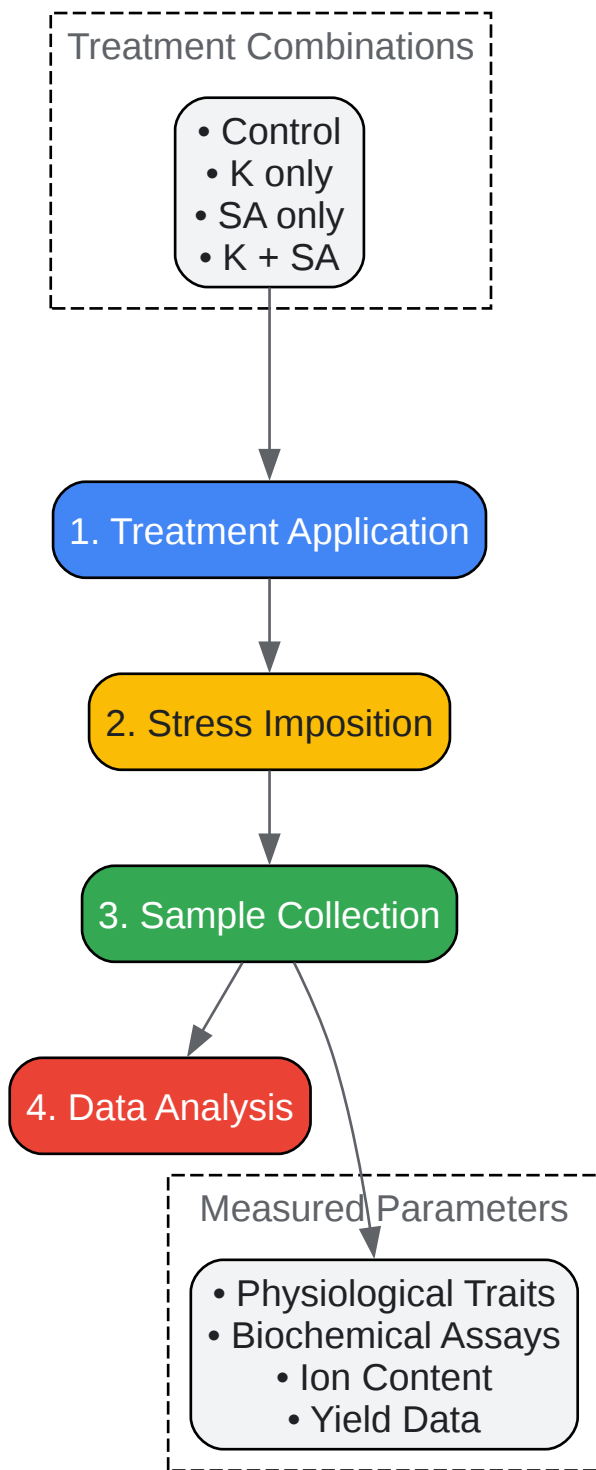 Treatment Combinations
• Control
• K only
• SA only
• K + SA
1. Treatment Application
2. Stress Imposition
3. Sample Collection
4. Data Analysis
Measured Parameters
• Physiological Traits
• Biochemical Assays
• Ion Content
• Yield Data